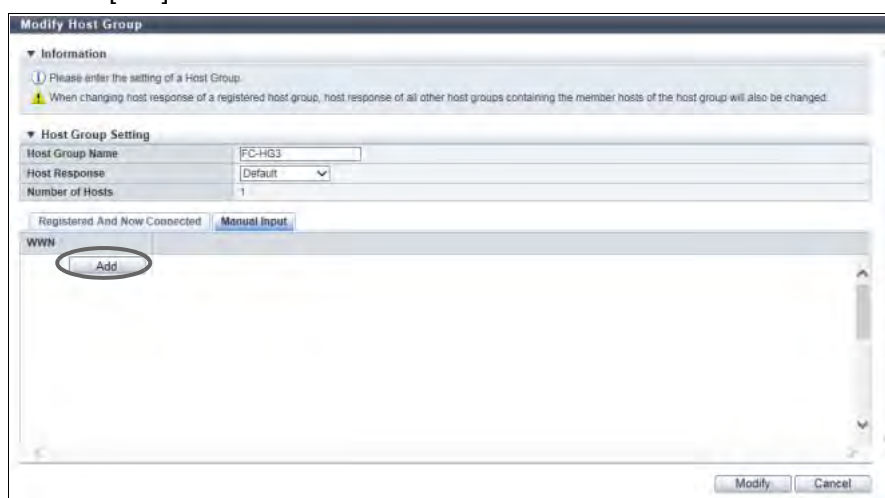 Modify Host Group
▼ Information
ⓘ Please enter the setting of a Host Group.
⚠ When changing host response of a registered host group, host response of all other host groups containing the member hosts of the host group will also be changed.
▼ Host Group Setting
Host Group Name FC-HG3
Host Response Default
Number of Hosts 1
Registered And Now Connected Manual Input
WWN
Add
Modify Cancel